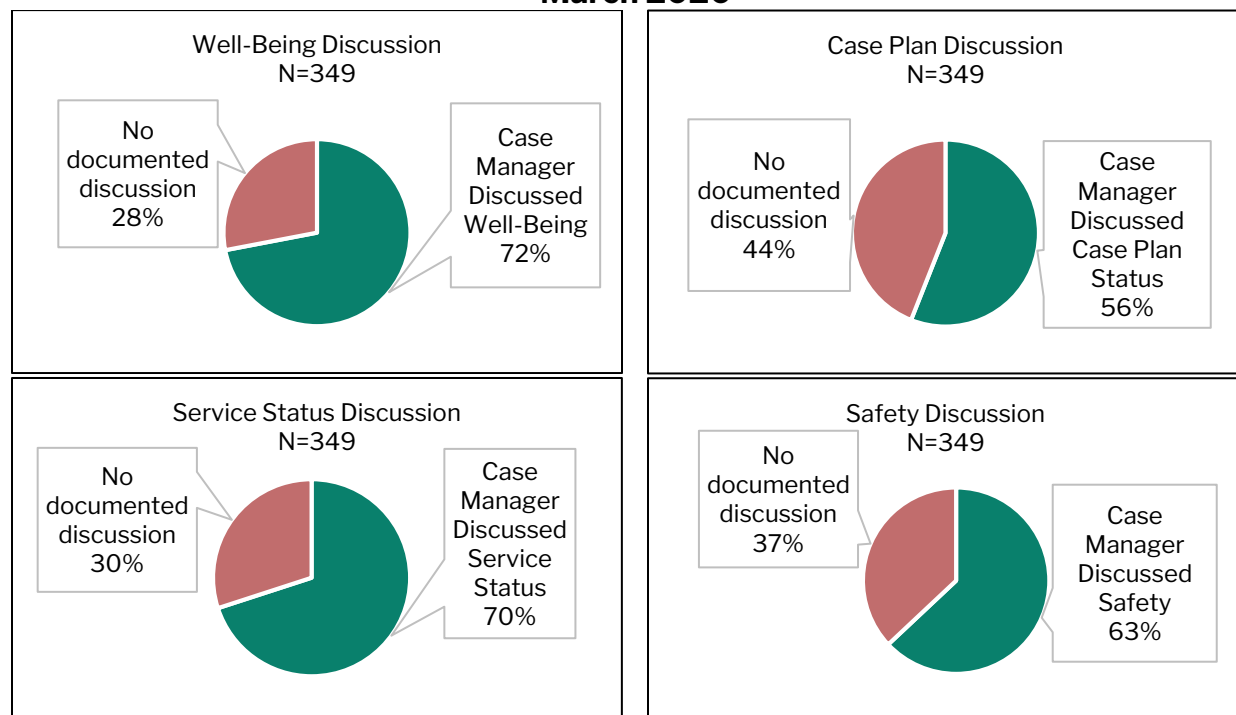 Well-Being Discussion
N=349
No
documented
discussion
28%
Case
Manager
Discussed
Well-Being
72%
Case Plan Discussion
N=349
No
documented
discussion
44%
Case
Manager
Discussed
Case Plan
Status
56%
Service Status Discussion
N=349
No
documented
discussion
30%
Case
Manager
Discussed
Service
Status
70%
Safety Discussion
N=349
No
documented
discussion
37%
Case
Manager
Discussed
Safety
63%